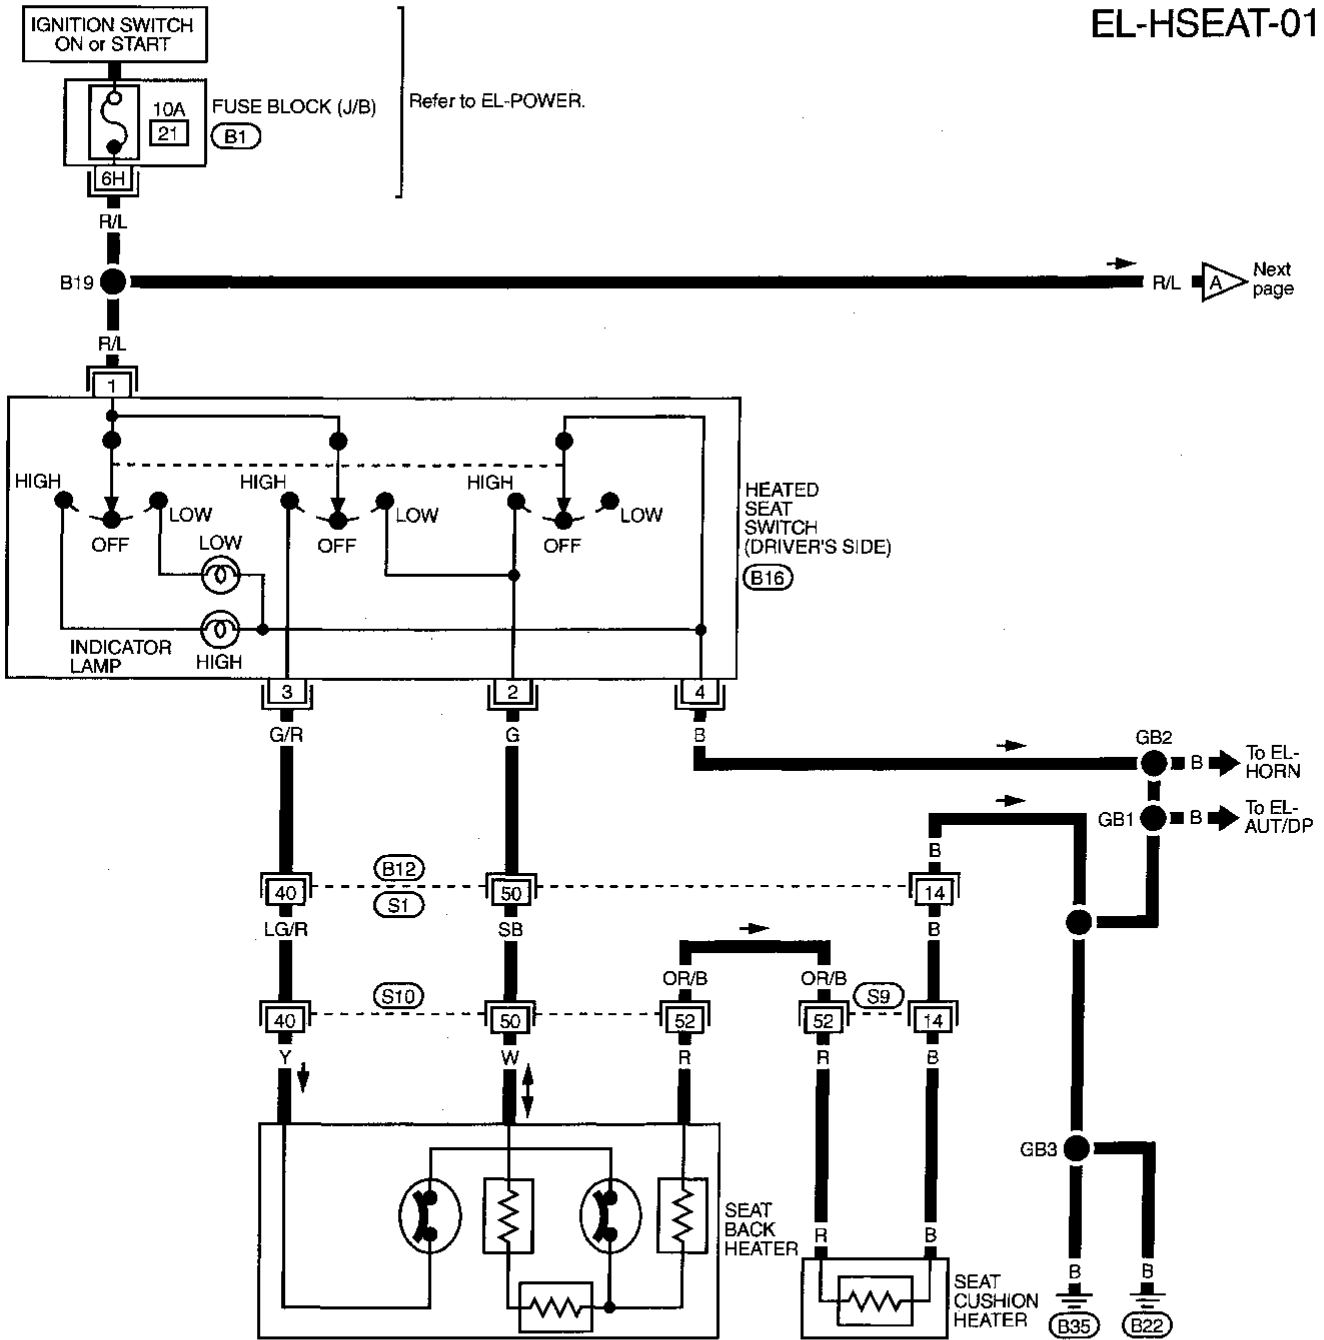 EL-HSEAT-01
IGNITION SWITCH
ON or START
10A
21
FUSE BLOCK (J/B)
B1
Refer to EL-POWER.
6H
R/L
B19
R/L
A
Next
page
R/L
1
HIGH
OFF
LOW
HIGH
OFF
LOW
HIGH
OFF
LOW
LOW
INDICATOR
LAMP
HIGH
HEATED
SEAT
SWITCH
(DRIVER'S SIDE)
B16
3
2
4
G/R
G
B
GB2
B
To EL-
HORN
GB1
B
To EL-
AUT/DP
B
40
B12
S1
50
14
LG/R
SB
B
OR/B
OR/B
40
S10
50
52
52
S9
14
Y
W
R
R
B
GB3
SEAT
BACK
HEATER
R
B
SEAT
CUSHION
HEATER
B
B
B35
B22